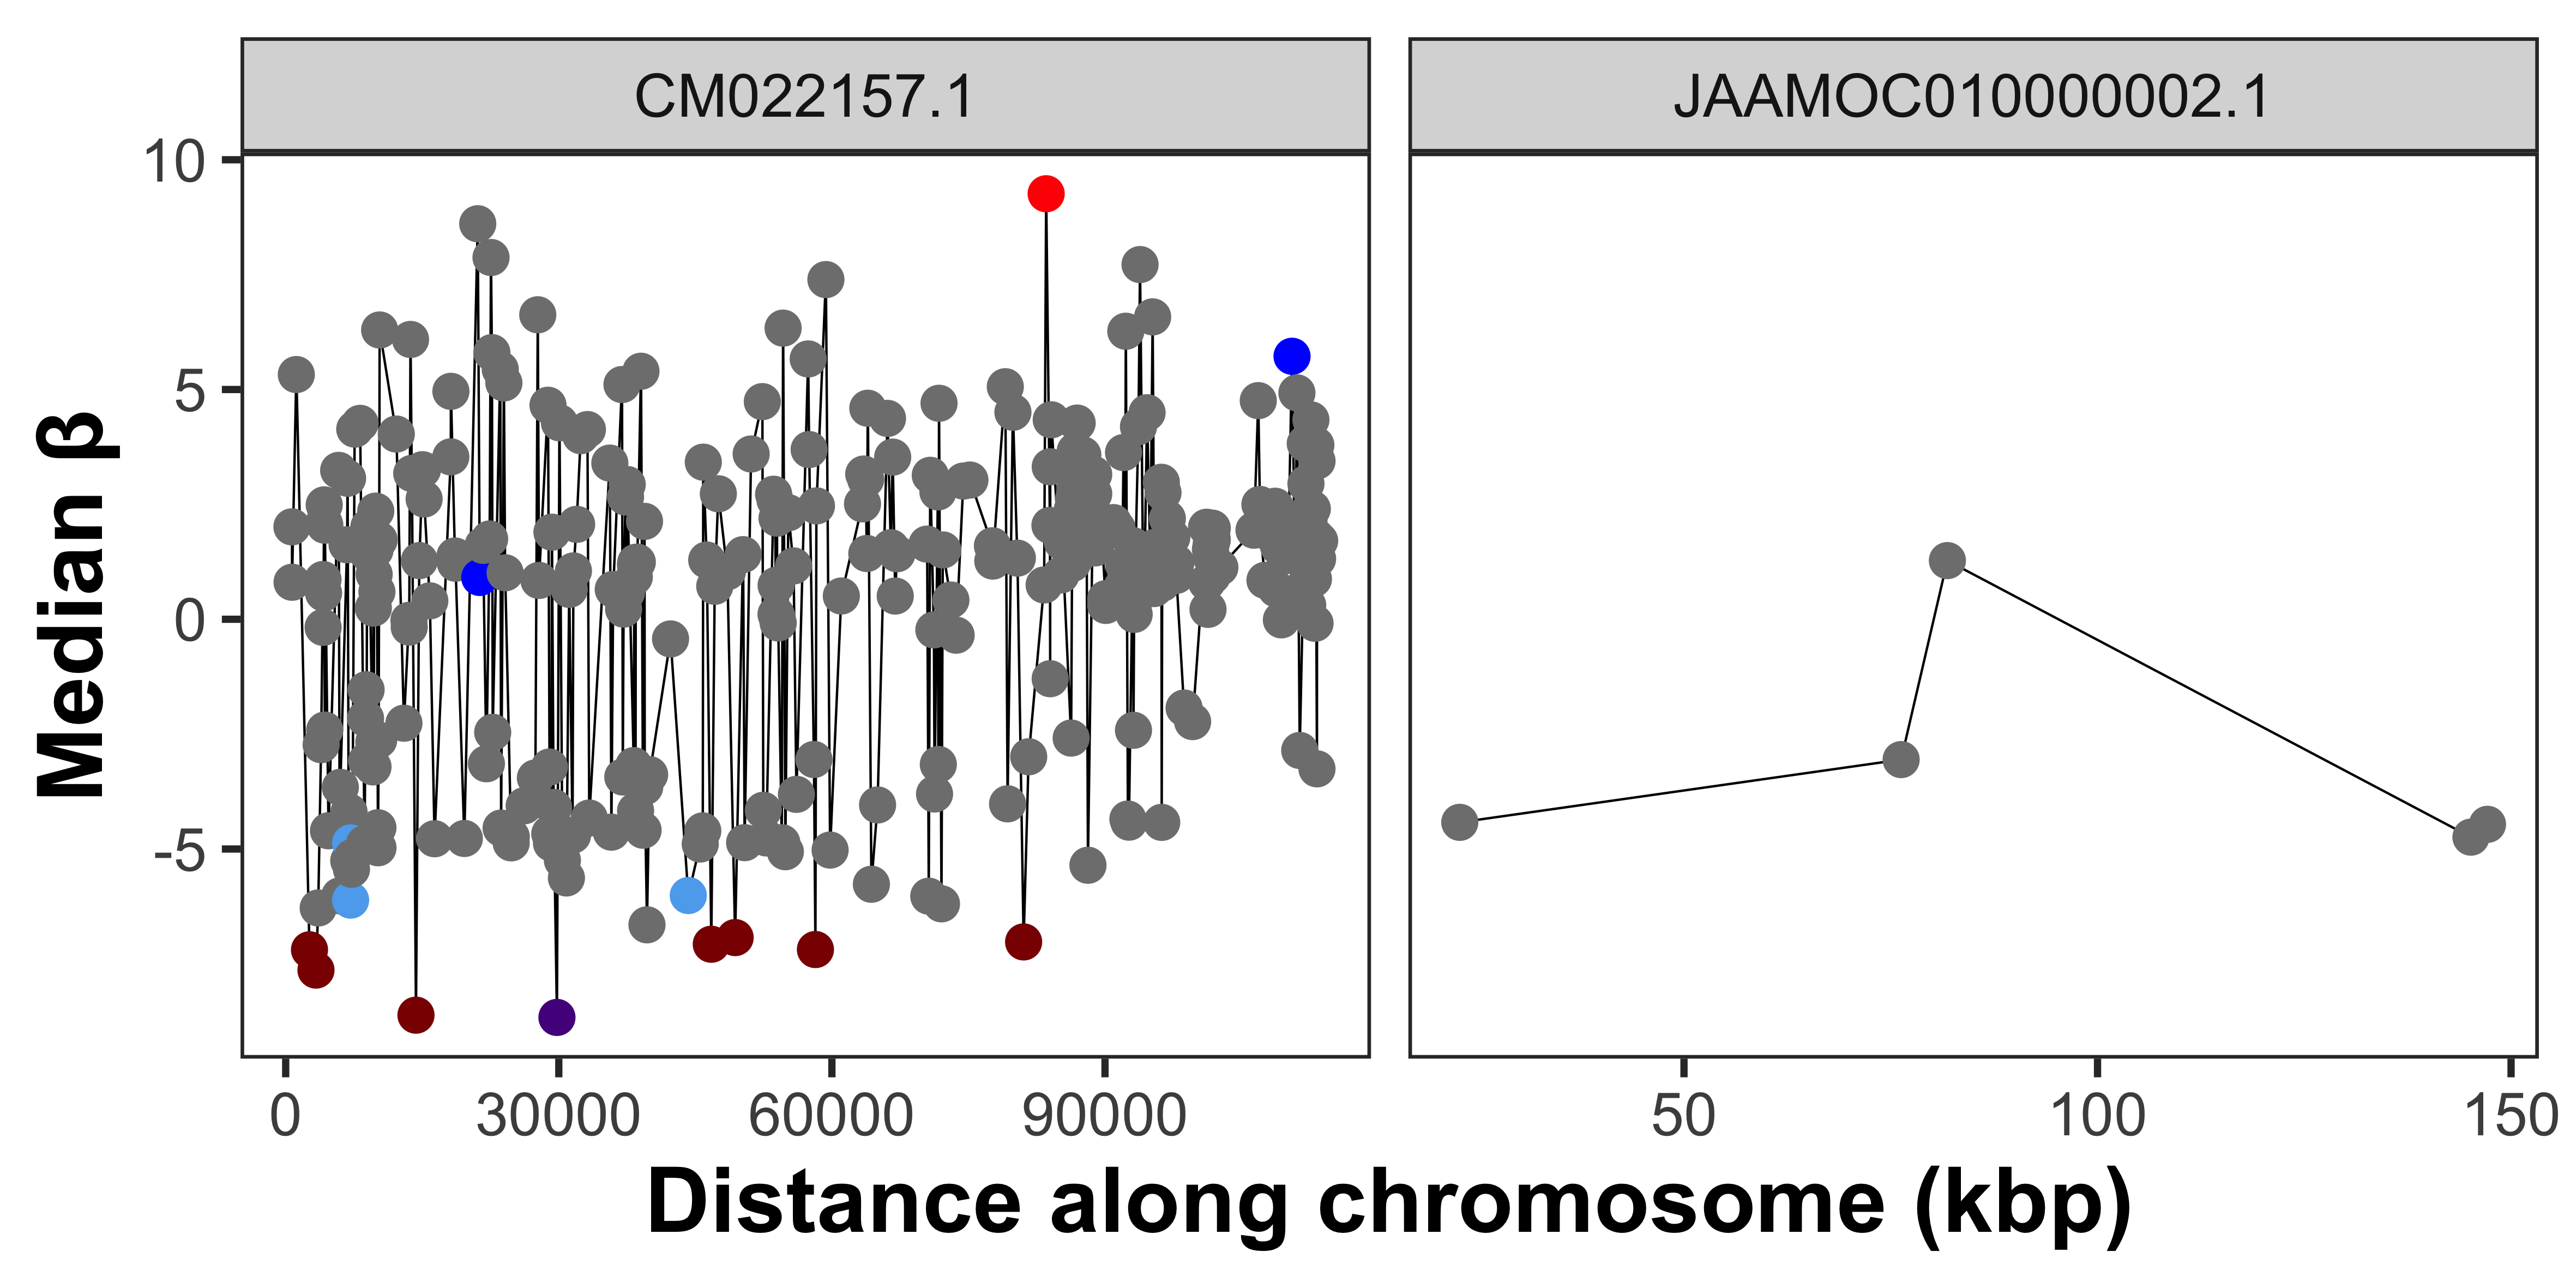 CM022157.1
JAAMOC010000002.1
10
5
0
-5
Median β
0
30000
60000
90000
50
100
150
Distance along chromosome (kbp)